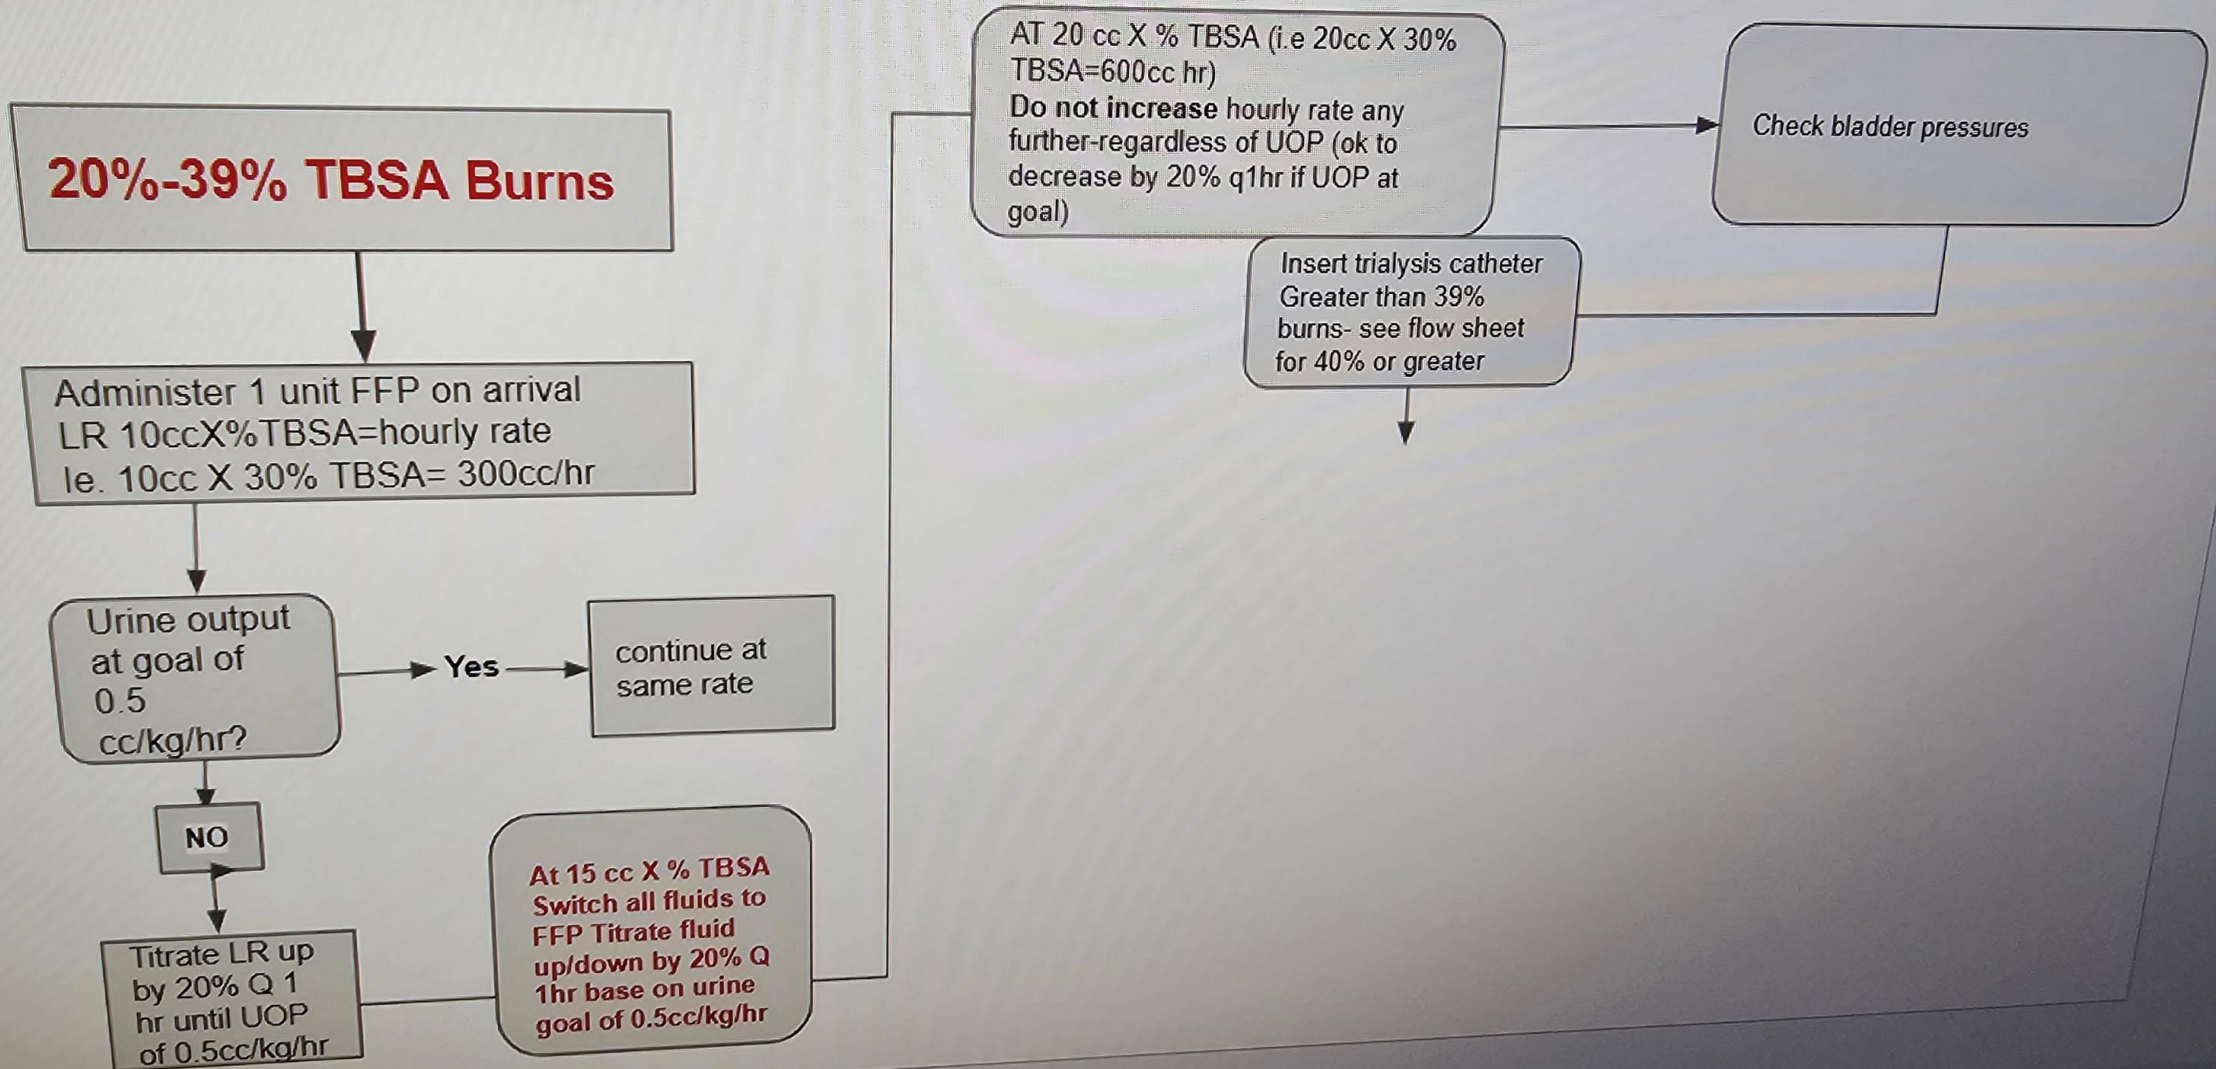 20%-39% TBSA Burns
Administer 1 unit FFP on arrival
LR 10ccX%TBSA=hourly rate
Ie. 10cc X 30% TBSA= 300cc/hr
Urine output
at goal of
0.5
cc/kg/hr?
Yes
continue at
same rate
NO
Titrate LR up
by 20% Q 1
hr until UOP
of 0.5cc/kg/hr
At 15 cc X % TBSA
Switch all fluids to
FFP Titrate fluid
up/down by 20% Q
1hr base on urine
goal of 0.5cc/kg/hr
AT 20 cc X % TBSA (i.e 20cc X 30%
TBSA=600cc hr)
Do not increase hourly rate any
further-regardless of UOP (ok to
decrease by 20% q1hr if UOP at
goal)
Check bladder pressures
Insert trialysis catheter
Greater than 39%
burns- see flow sheet
for 40% or greater